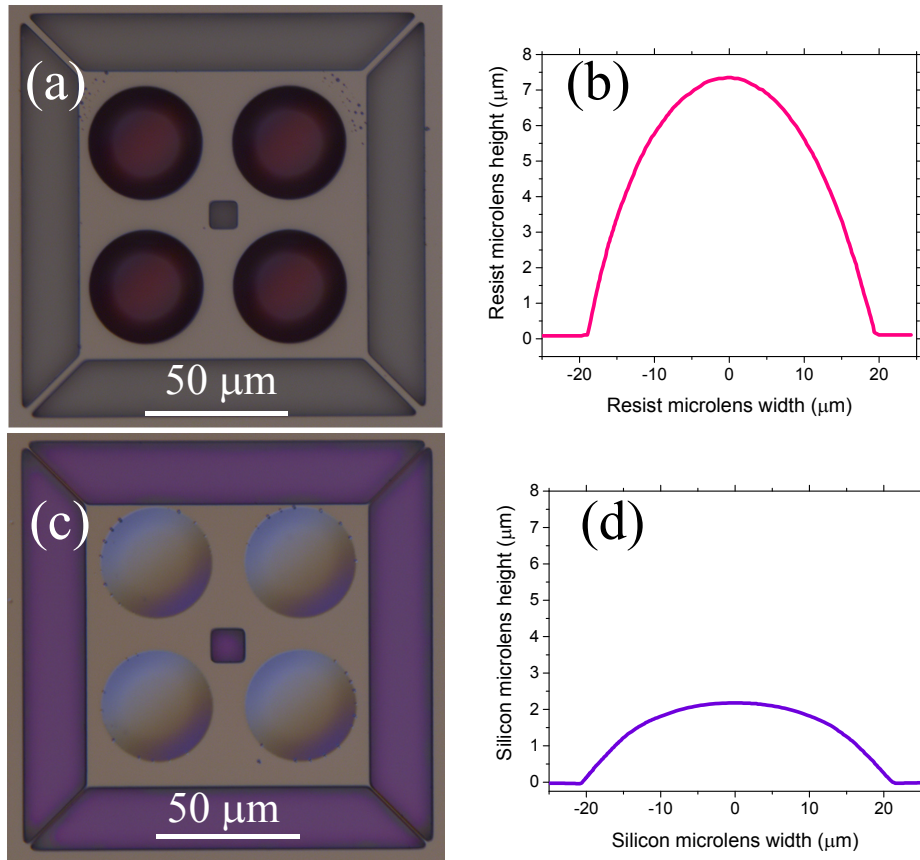 (a)
50 μm
(b)
8
7
6
5
4
3
2
1
0
Resist microlens height (μm)
-20 -10 0 10 20
Resist microlens width (μm)
(c)
50 μm
(d)
8
7
6
5
4
3
2
1
0
Silicon microlens height (μm)
-20 -10 0 10 20
Silicon microlens width (μm)